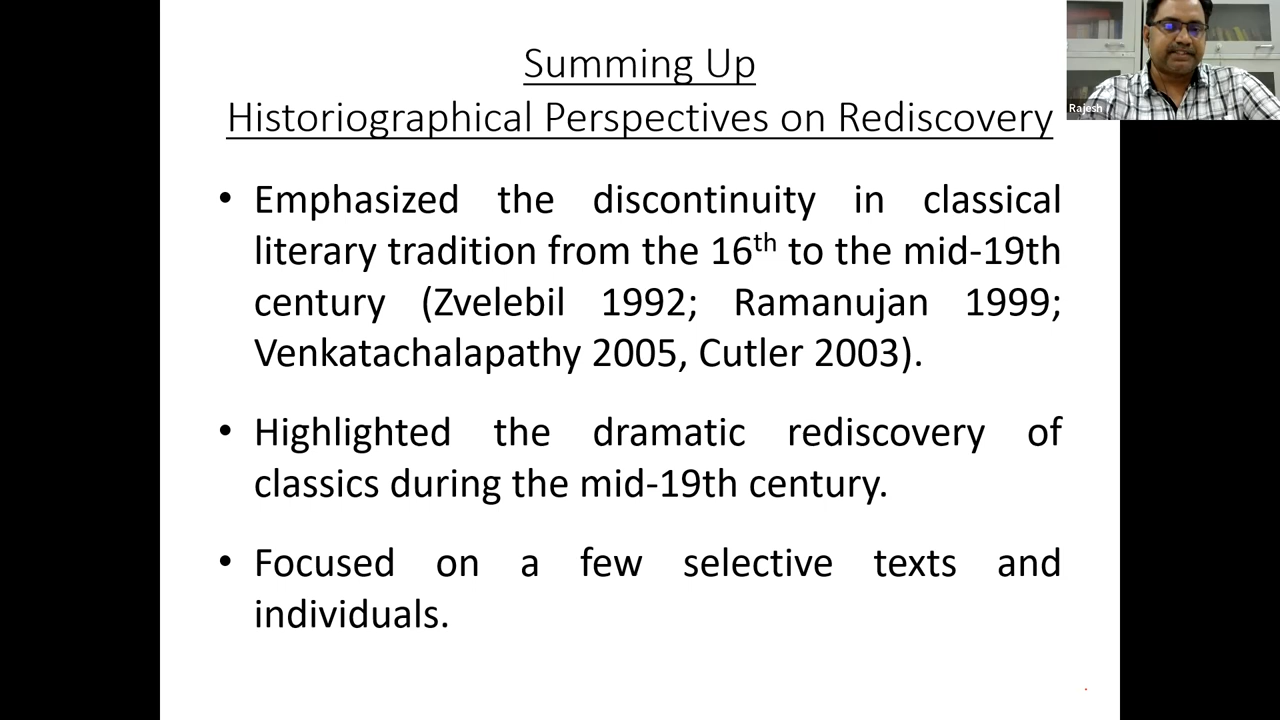 Summing Up
Historiographical Perspectives on Rediscovery
Rajesh
• Emphasized the discontinuity in classical
literary tradition from the 16th to the mid-19th
century (Zvelebil 1992; Ramanujan 1999;
Venkatachalapathy 2005, Cutler 2003).
• Highlighted the dramatic rediscovery of
classics during the mid-19th century.
• Focused on a few selective texts and
individuals.